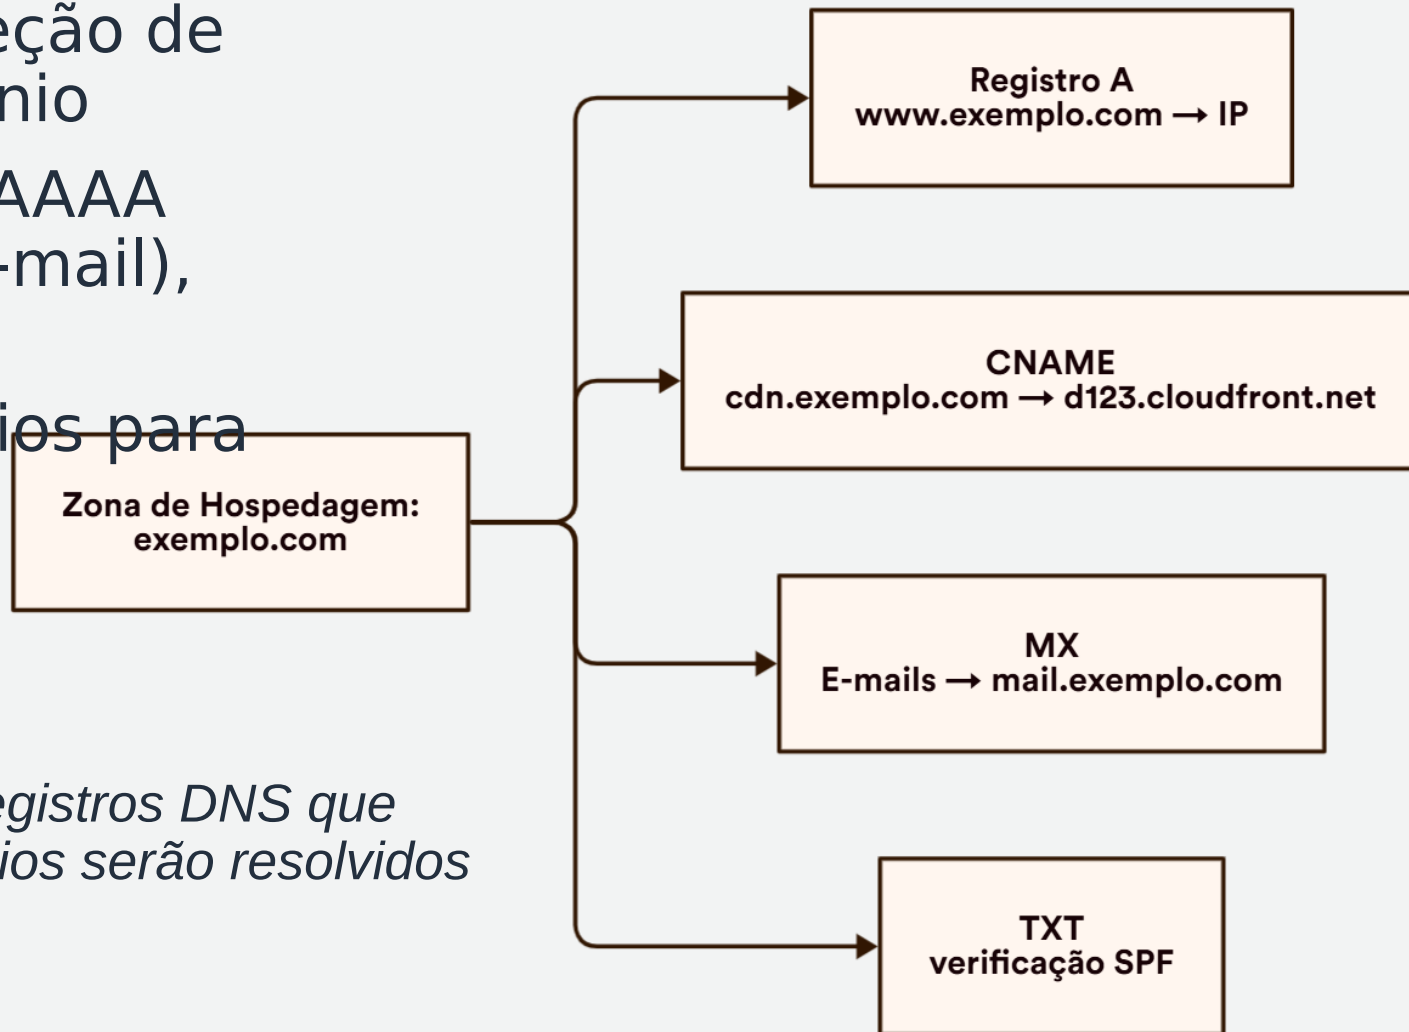 eção de
nio
AAAA
-mail),
ios para
Zona de Hospedagem:
exemplo.com
egistros DNS que
ios serão resolvidos
Registro A
www.exemplo.com → IP
CNAME
cdn.exemplo.com → d123.cloudfront.net
MX
E-mails → mail.exemplo.com
TXT
verificação SPF